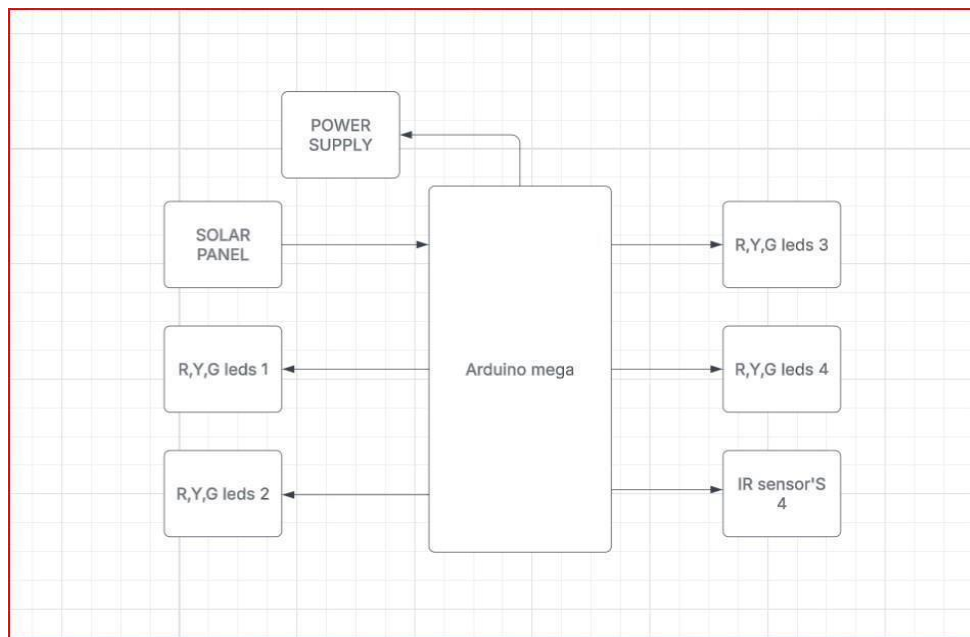 POWER
SUPPLY
SOLAR
PANEL
R,Y,G leds 3
R,Y,G leds 1
Arduino mega
R,Y,G leds 4
R,Y,G leds 2
IR sensor'S
4